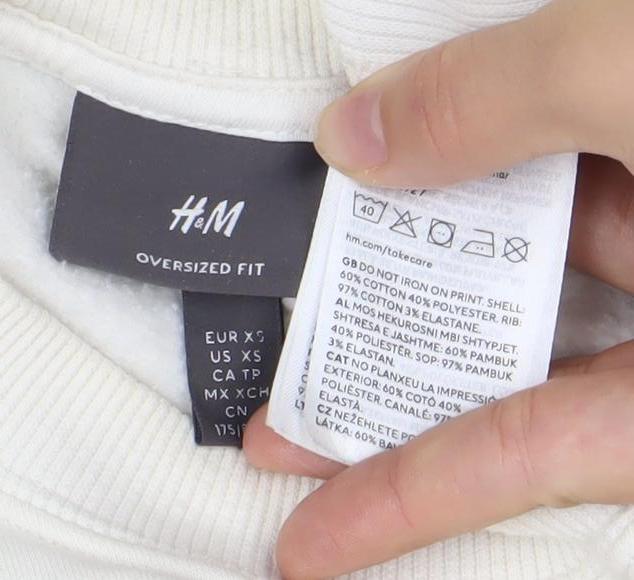 H&M
OVERSIZED FIT
EUR XS
US XS
CA TP
MX XCH
CN
175/
40
hm.com/takecare
GB DO NOT IRON ON PRINT. SHELL:
60% COTTON 40% POLYESTER. RIB:
97% COTTON 3% ELASTANE.
AL MOS HEKUROSNI MBI SHTYPJET.
SHTRESA E JASHTME: 60% PAMBUK
40% POLIESTËR. SOP: 97% PAMBUK
3% ELASTAN.
CAT NO PLANXEU LA IMPRESSIÓ
EXTERIOR: 60% COTÓ 40%
POLIÈSTER. CANALÉ: 97%
ELASTÀ.
CZ NEŽEHLETE
LÁTKA: 60%